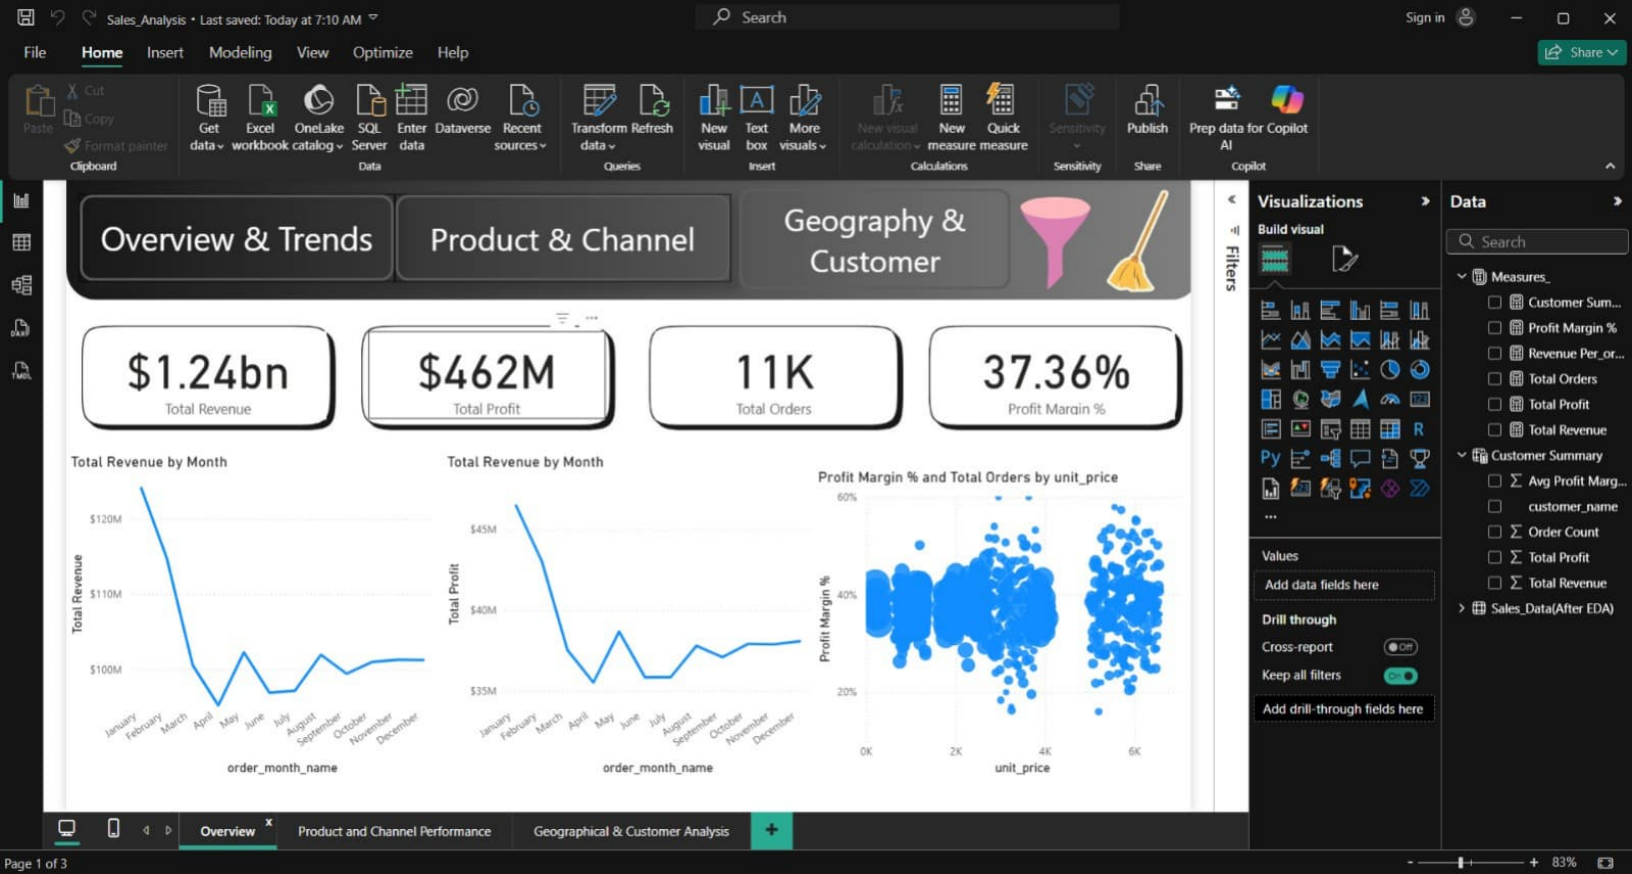 Sales_Analysis • Last saved: Today at 7:10 AM
Search
Sign in
File Home Insert Modeling View Optimize Help
Share
Paste
Cut
Copy
Format painter
Clipboard
Get data
Excel workbook
OneLake catalog
SQL Server
Enter data
Dataverse
Recent sources
Data
Transform data
Refresh
Queries
New visual
Text box
More visuals
Insert
New visual calculation
New measure
Quick measure
Calculations
Sensitivity
Sensitivity
Publish
Share
Prep data for AI
Copilot
Copilot
Overview & Trends
Product & Channel
Geography &
Customer
$1.24bn
Total Revenue
$462M
Total Profit
11K
Total Orders
37.36%
Profit Margin %
Total Revenue by Month
Total Revenue
$120M
$110M
$100M
January February March April May June July August September October November December
order_month_name
Total Revenue by Month
Total Profit
$45M
$40M
$35M
January February March April May June July August September October November December
order_month_name
Profit Margin % and Total Orders by unit_price
Profit Margin %
60%
40%
20%
0K 2K 4K 6K
unit_price
Filters
Visualizations
Build visual
R
Py
123
...
Values
Add data fields here
Drill through
Cross-report
Off
Keep all filters
On
Add drill-through fields here
Data
Search
Measures_
Customer Sum...
Profit Margin %
Revenue Per_or...
Total Orders
Total Profit
Total Revenue
Customer Summary
Avg Profit Marg...
customer_name
Order Count
Total Profit
Total Revenue
Sales_Data(After EDA)
DAX
TMDL
Overview
Product and Channel Performance
Geographical & Customer Analysis
Page 1 of 3
83%